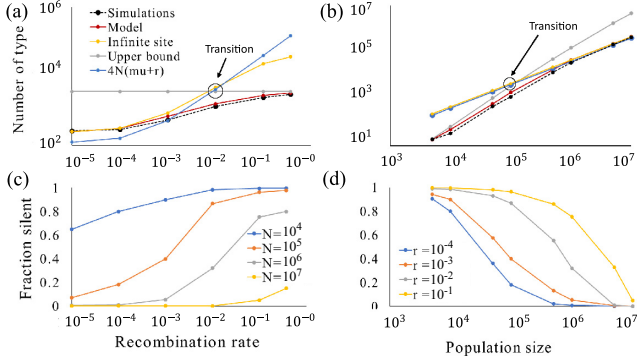 (a)
10^6
10^4
10^2
Number of type
Simulations
Model
Infinite site
Upper bound
4N(mu+r)
Transition
10^−5 10^−4 10^−3 10^−2 10^−1 10^−0
(b)
10^7
10^5
10^3
10^1
Transition
10^3 10^4 10^5 10^6 10^7
(c)
1
0.8
0.6
0.4
0.2
0
Fraction silent
N=10^4
N=10^5
N=10^6
N=10^7
10^−5 10^−4 10^−3 10^−2 10^−1 10^−0
Recombination rate
(d)
1
0.8
0.6
0.4
0.2
0
r =10^-4
r =10^-3
r =10^-2
r =10^-1
10^3 10^4 10^5 10^6 10^7
Population size